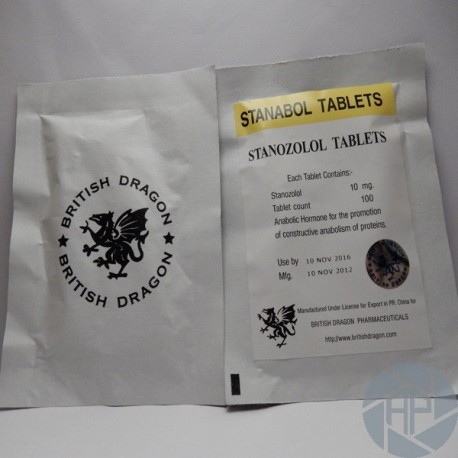 BRITISH DRAGON
BRITISH DRAGON
STANABOL TABLETS
STANOZOLOL TABLETS
Each Tablet Contains:-
Stanozolol 10 mg.
Tablet count 100
Anabolic Hormone for the promotion
of constructive anabolism of proteins.
Use by 10 NOV 2016
Mfg. 10 NOV 2012
Manufactured Under License for Export in PR. China for
BRITISH DRAGON PHARMACEUTICALS
http://www.britishdragon.com